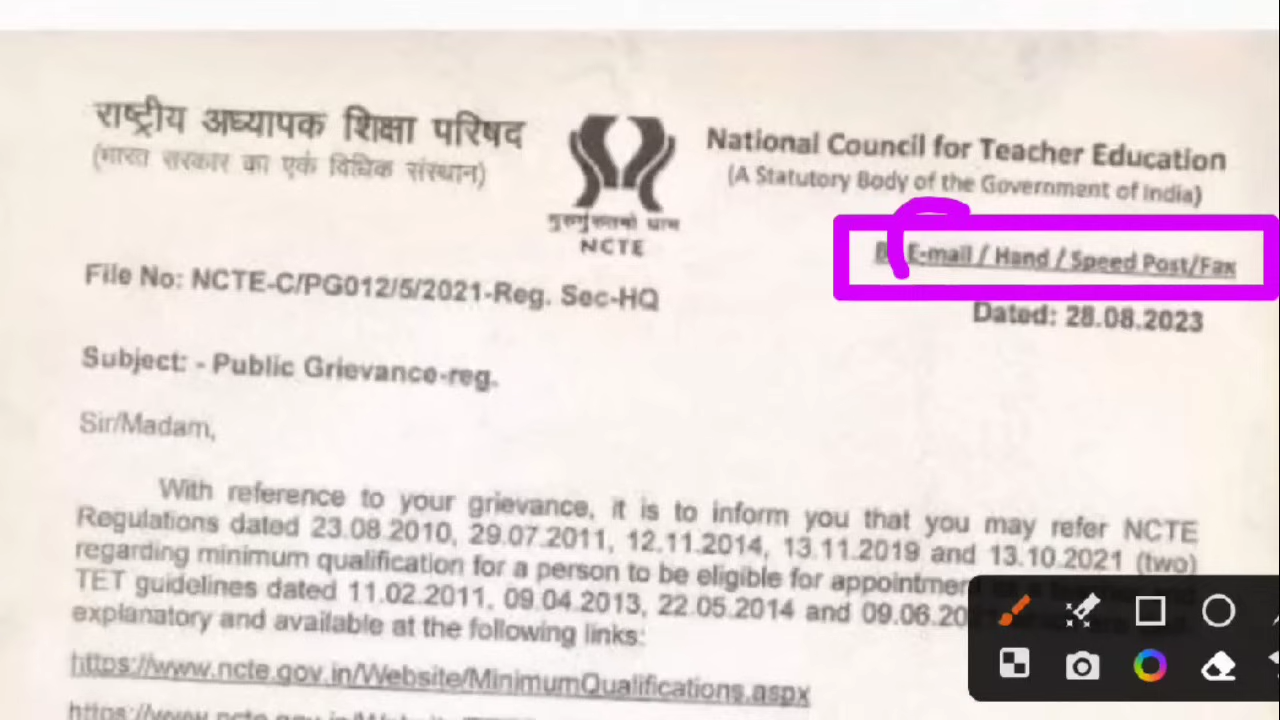 राष्ट्रीय अध्यापक शिक्षा परिषद
(भारत सरकार का एक विधिक संस्थान)
NCTE
National Council for Teacher Education
(A Statutory Body of the Government of India)
E-mail / Hand / Speed Post/Fax
File No: NCTE-C/PG012/5/2021-Reg. Sec-HQ
Dated: 28.08.2023
Subject: - Public Grievance-reg.
Sir/Madam,
With reference to your grievance, it is to inform you that you may refer NCTE
Regulations dated 23.08.2010, 29.07.2011, 12.11.2014, 13.11.2019 and 13.10.2021 (two)
regarding minimum qualification for a person to be eligible for appointment
TET guidelines dated 11.02.2011, 09.04.2013, 22.05.2014 and
explanatory and available at the following links:
https://www.ncte.gov.in/Website/MinimumQualifications.aspx